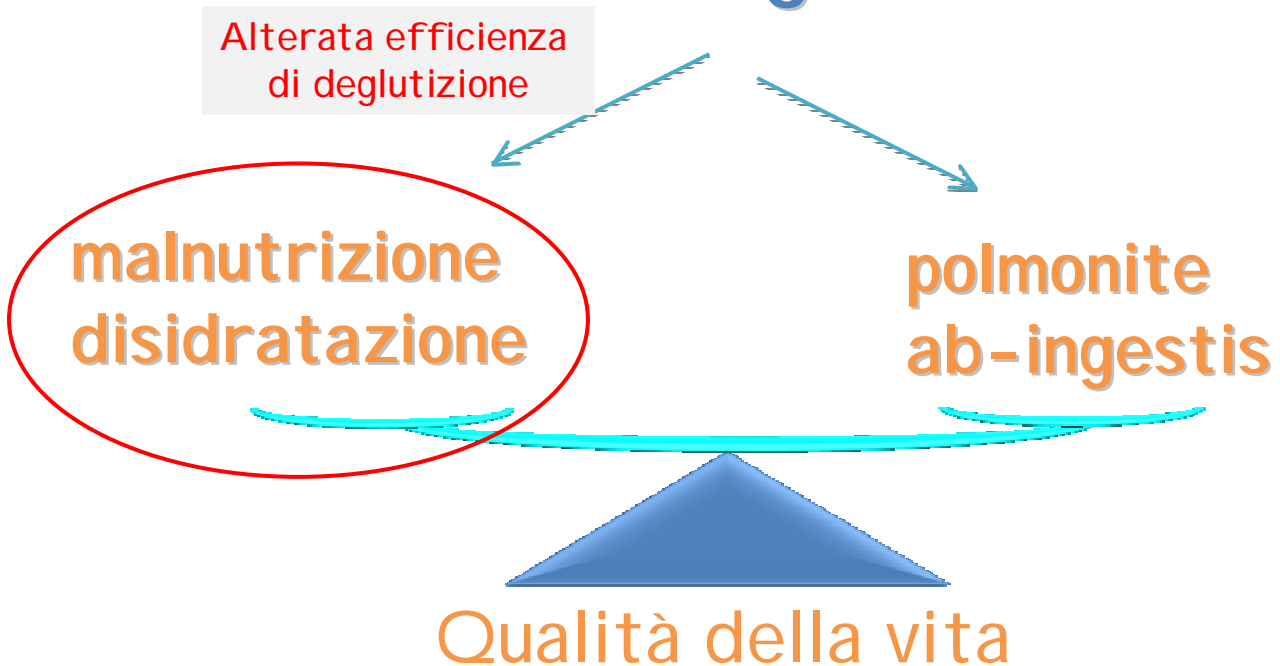 Alterata efficienza
di deglutizione
malnutrizione
disidratazione
polmonite
ab-ingestis
Qualità della vita